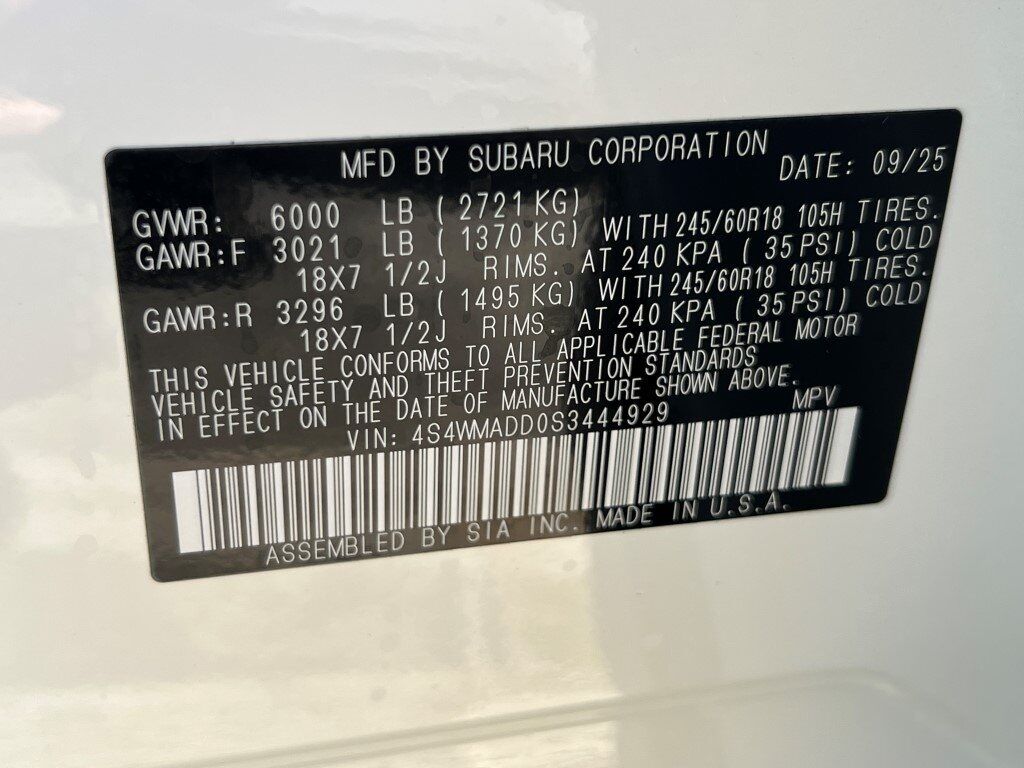 MFD BY SUBARU CORPORATION DATE: 09/25
GVWR: 6000 LB ( 2721 KG)
GAWR:F 3021 LB ( 1370 KG) WITH 245/60R18 105H TIRES.
18X7 1/2J RIMS. AT 240 KPA ( 35 PSI) COLD
GAWR:R 3296 LB ( 1495 KG) WITH 245/60R18 105H TIRES.
18X7 1/2J RIMS. AT 240 KPA ( 35 PSI) COLD
THIS VEHICLE CONFORMS TO ALL APPLICABLE FEDERAL MOTOR
VEHICLE SAFETY AND THEFT PREVENTION STANDARDS
IN EFFECT ON THE DATE OF MANUFACTURE SHOWN ABOVE.
VIN: 4S4WMADD0S3444929 MPV
ASSEMBLED BY SIA INC. MADE IN U.S.A.